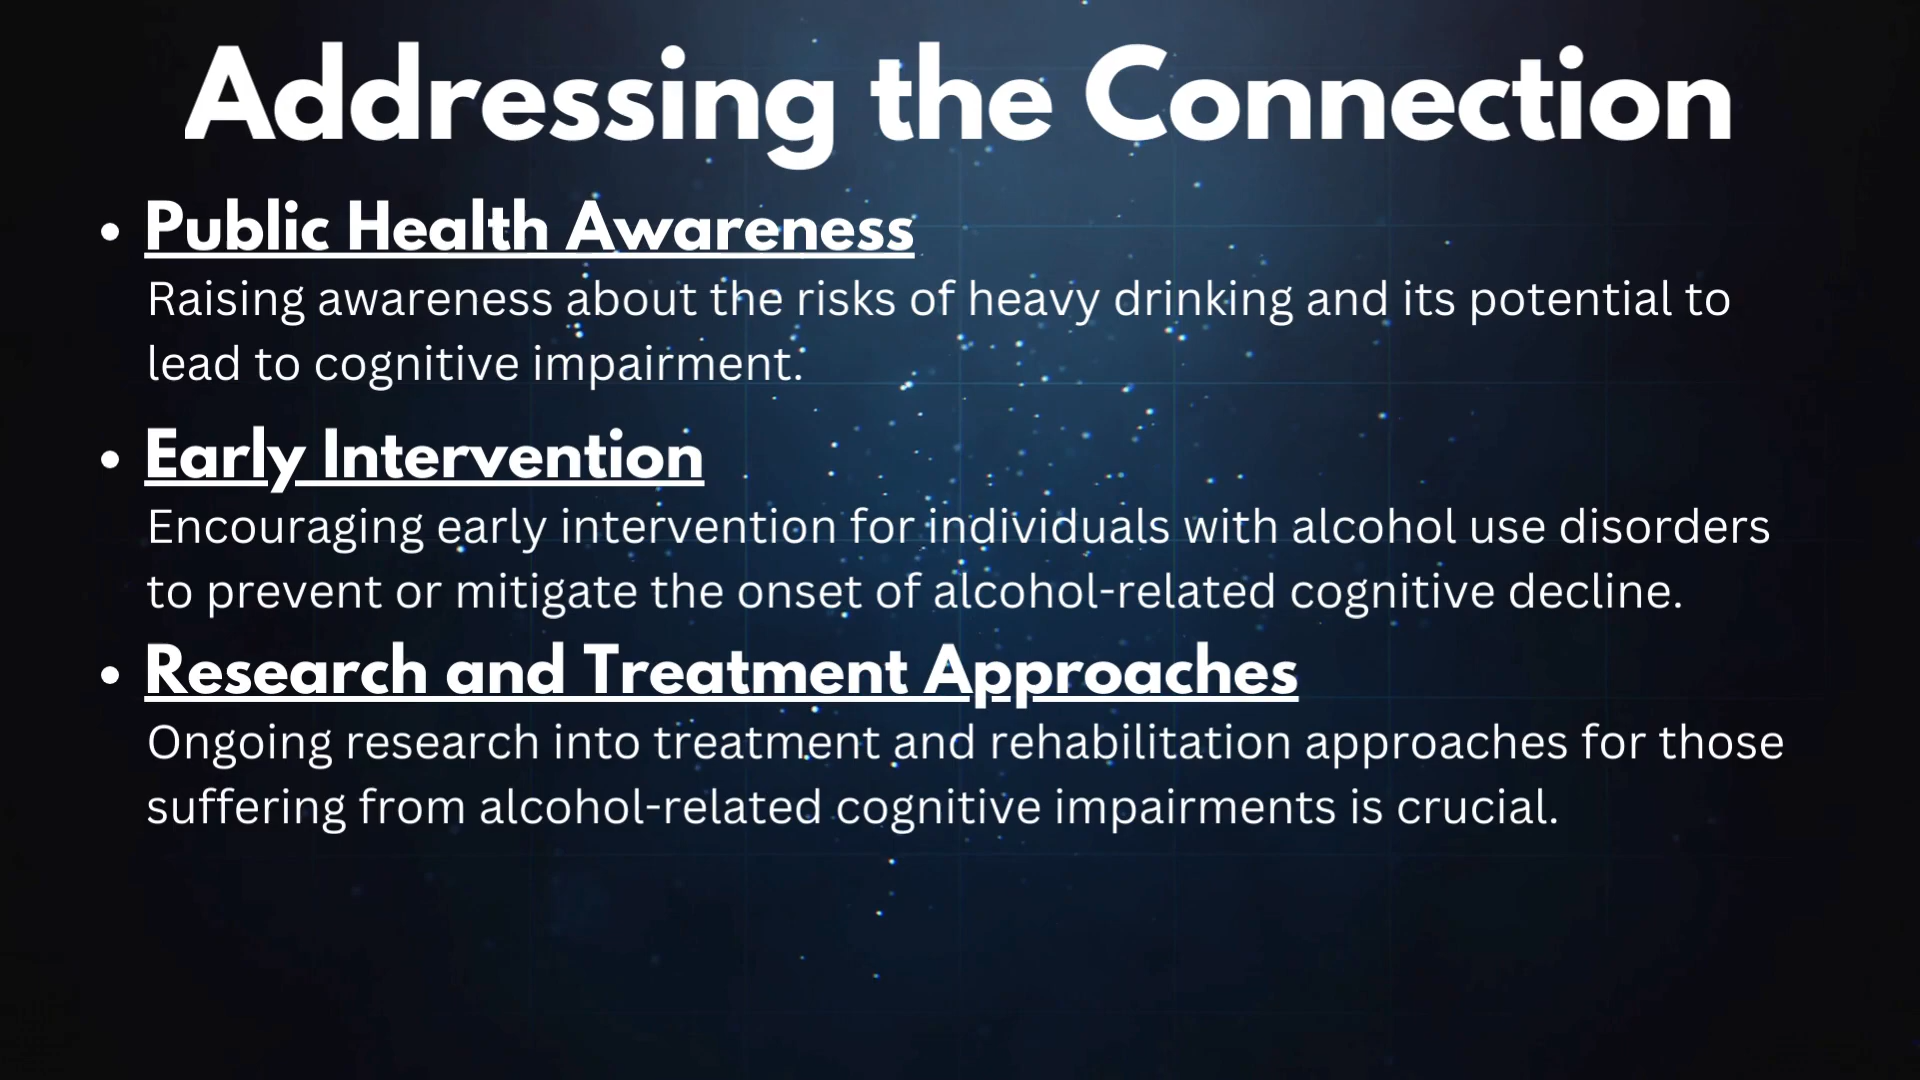 Addressing the Connection
• Public Health Awareness
Raising awareness about the risks of heavy drinking and its potential to
lead to cognitive impairment.
• Early Intervention
Encouraging early intervention for individuals with alcohol use disorders
to prevent or mitigate the onset of alcohol-related cognitive decline.
• Research and Treatment Approaches
Ongoing research into treatment and rehabilitation approaches for those
suffering from alcohol-related cognitive impairments is crucial.